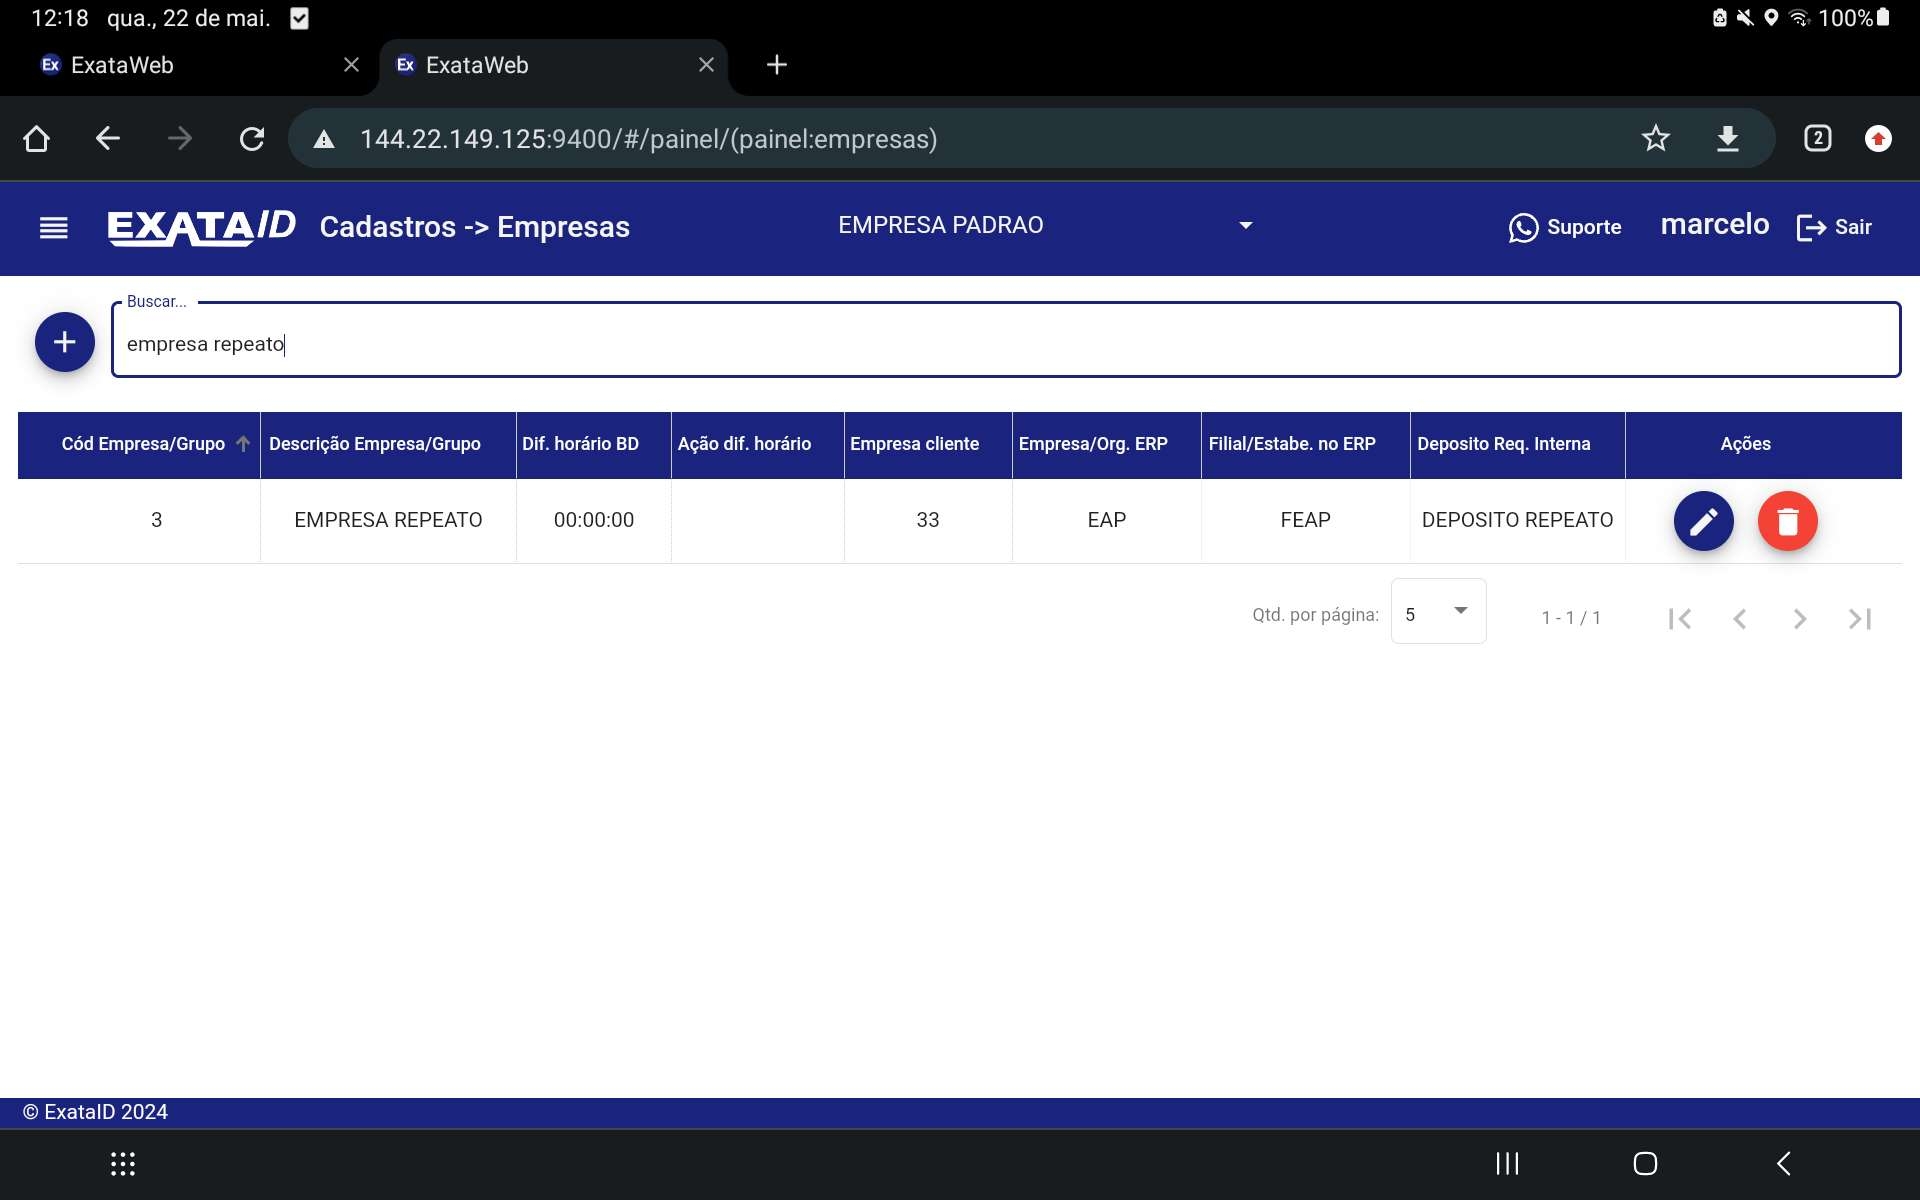 12:18 qua., 22 de mai. 100%
Ex ExataWeb Ex ExataWeb
144.22.149.125:9400/#/painel/(painel:empresas) 2
EXATA/ID Cadastros -> Empresas EMPRESA PADRAO Suporte marcelo Sair
Buscar...
empresa repeato
Cód Empresa/Grupo Descrição Empresa/Grupo Dif. horário BD Ação dif. horário Empresa cliente Empresa/Org. ERP Filial/Estabe. no ERP Deposito Req. Interna Ações
3 EMPRESA REPEATO 00:00:00 33 EAP FEAP DEPOSITO REPEATO
Qtd. por página: 5 1 - 1 / 1
© ExataID 2024